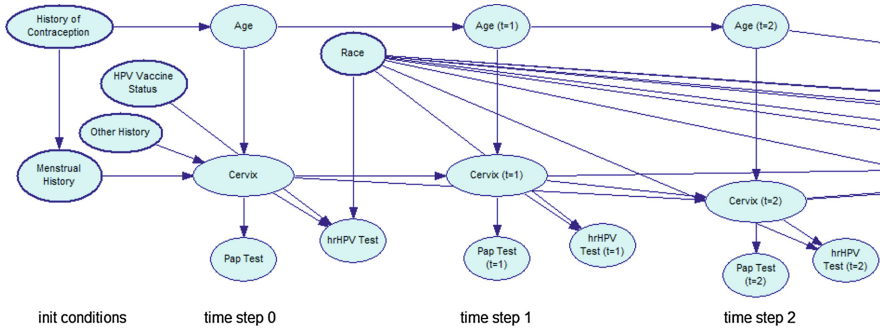 History of
Contraception
Age
Age (t=1)
Age (t=2)
Race
HPV Vaccine
Status
Other History
Menstrual
History
Cervix
Cervix (t=1)
Cervix (t=2)
Pap Test
hrHPV Test
Pap Test
(t=1)
hrHPV
Test (t=1)
Pap Test
(t=2)
hrHPV
Test (t=2)
init conditions
time step 0
time step 1
time step 2